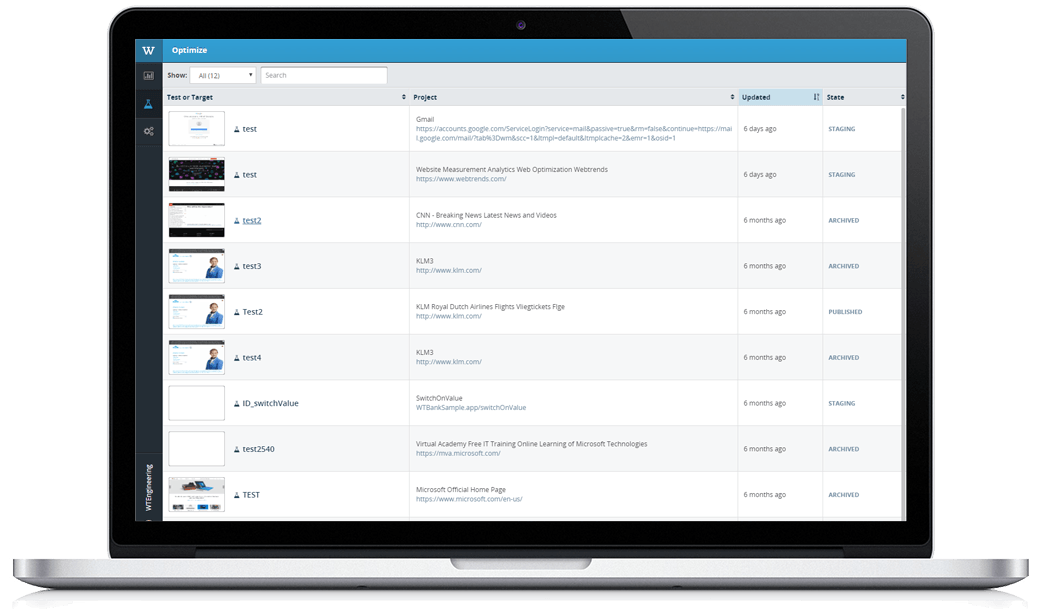 W
Optimize
Show:
All (12)
Search
Test or Target
Project
Updated
State
test
Gmail
https://accounts.google.com/ServiceLogin?service=mail&passive=true&rm=false&continue=https://mai
l.google.com/mail/?tab%3Dwm&scc=1&ltmpl=default&ltmplcache=2&emr=1&osid=1
6 days ago
STAGING
test
Website Measurement Analytics Web Optimization Webtrends
https://www.webtrends.com/
6 days ago
STAGING
test2
CNN - Breaking News Latest News and Videos
http://www.cnn.com/
6 months ago
ARCHIVED
test3
KLM3
http://www.klm.com/
6 months ago
ARCHIVED
Test2
KLM Royal Dutch Airlines Flights Vliegtickets Flge
http://www.klm.com/
6 months ago
PUBLISHED
test4
KLM3
http://www.klm.com/
6 months ago
ARCHIVED
ID_switchValue
SwitchOnValue
WTBankSample.app/switchOnValue
6 months ago
STAGING
test2540
Virtual Academy Free IT Training Online Learning of Microsoft Technologies
https://mva.microsoft.com/
6 months ago
ARCHIVED
TEST
Microsoft Official Home Page
https://www.microsoft.com/en-us/
6 months ago
ARCHIVED
WTEngineering